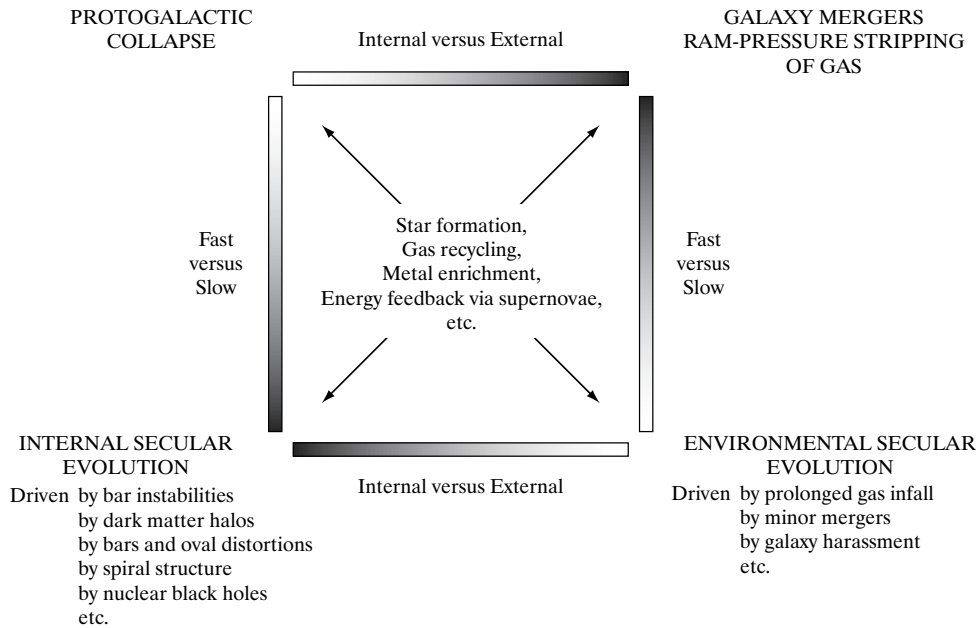 PROTOGALACTIC
COLLAPSE
Internal versus External
GALAXY MERGERS
RAM-PRESSURE STRIPPING
OF GAS
Fast
versus
Slow
Star formation,
Gas recycling,
Metal enrichment,
Energy feedback via supernovae,
etc.
Fast
versus
Slow
INTERNAL SECULAR
EVOLUTION
Driven by bar instabilities
by dark matter halos
by bars and oval distortions
by spiral structure
by nuclear black holes
etc.
Internal versus External
ENVIRONMENTAL SECULAR
EVOLUTION
Driven by prolonged gas infall
by minor mergers
by galaxy harassment
etc.